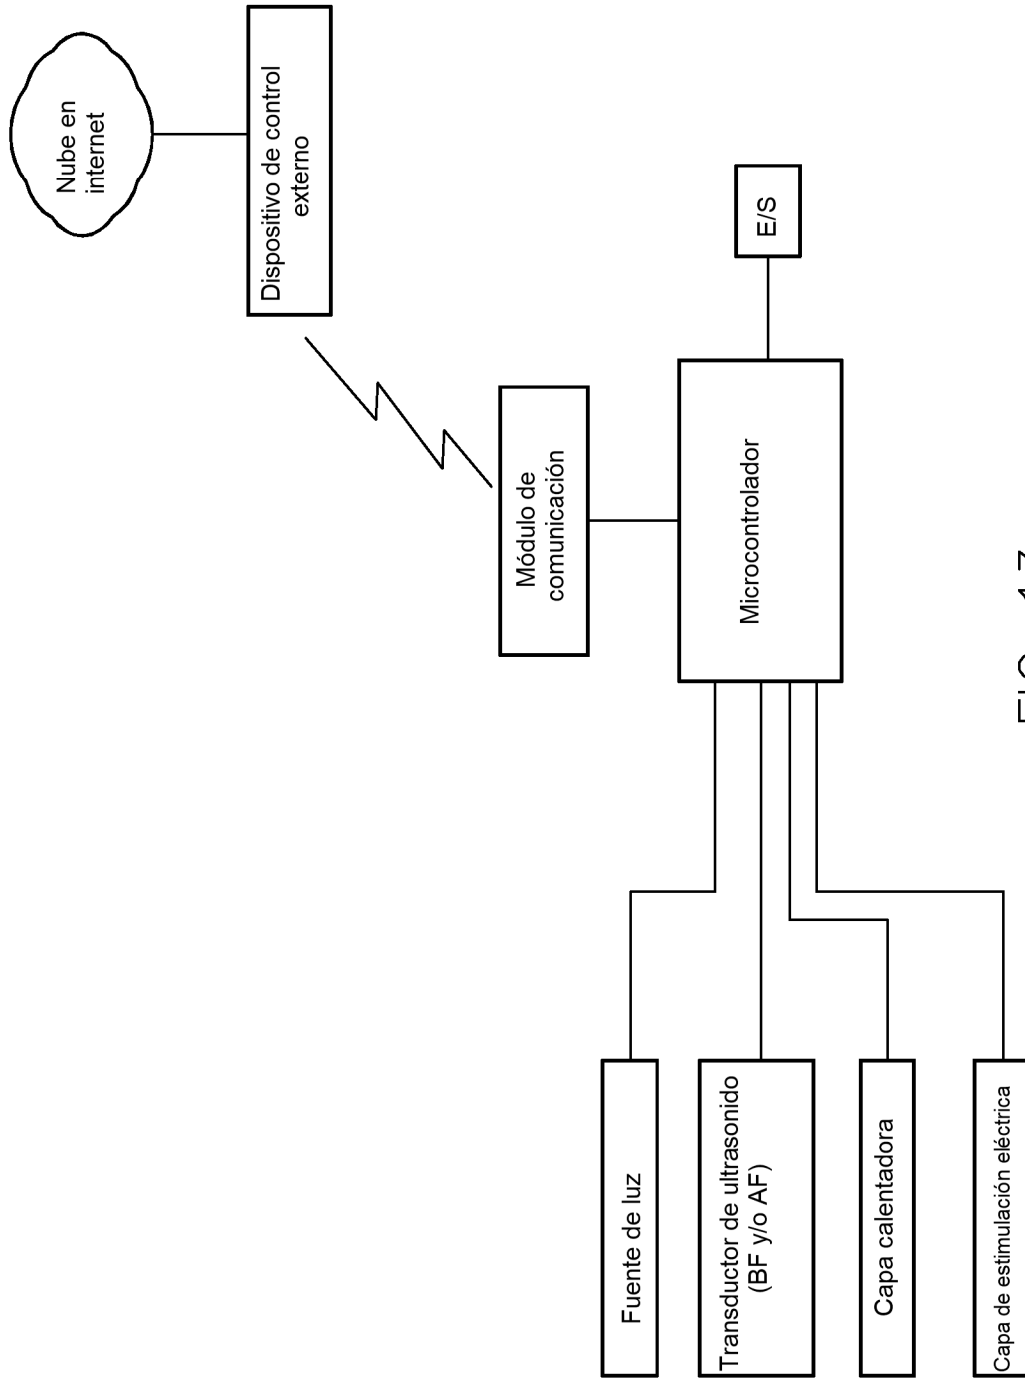 Nube en
internet
Dispositivo de control
externo
Módulo de
comunicación
E/S
Microcontrolador
Fuente de luz
Transductor de ultrasonido
(BF y/o AF)
Capa calentadora
Capa de estimulación eléctrica